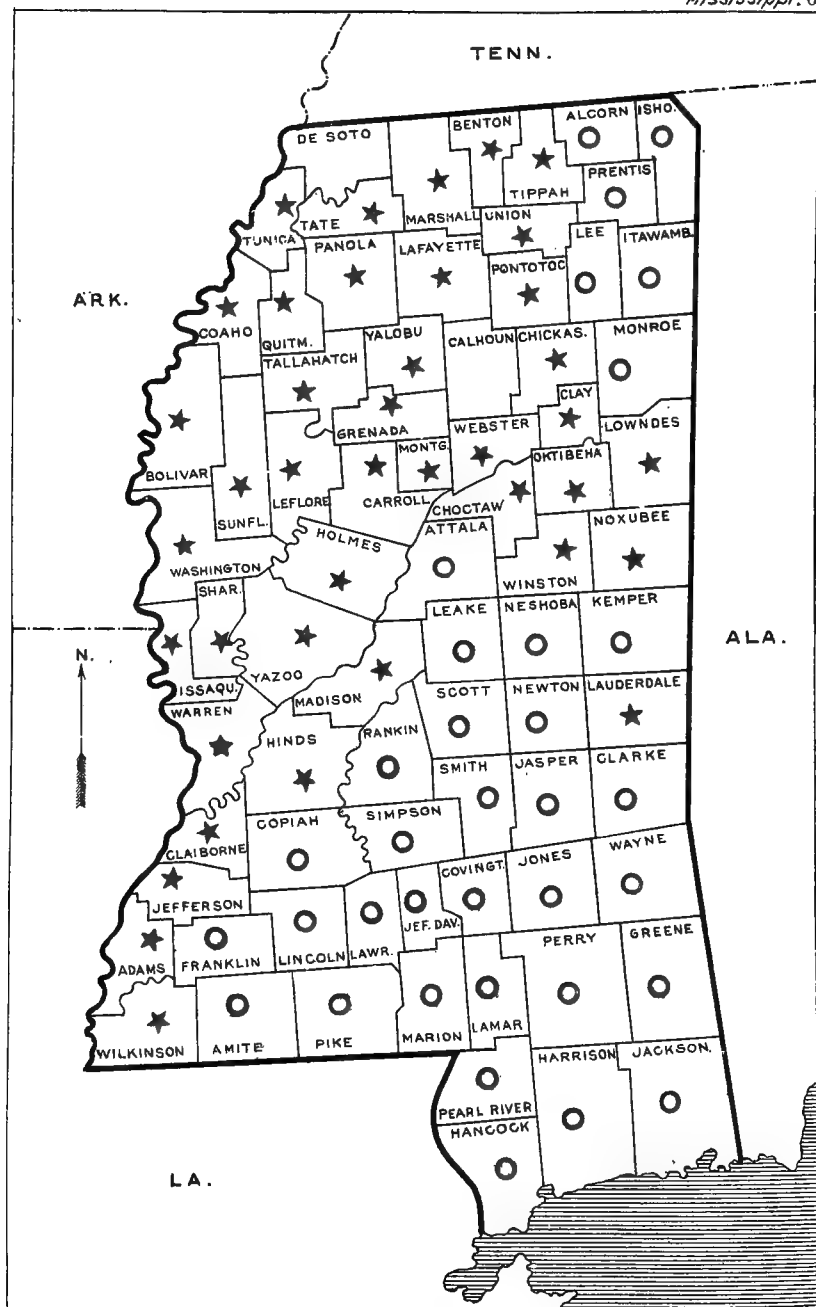 Mississippi. 6
TENN.
DE SOTO
BENTON
ALCORN
ISHO.
TIPPAH
PRENTIS
TUNICA
TATE
MARSHALL
UNION
LEE
ITAWAMB.
PANOLA
LAFAYETTE
PONTOTOC
ARK.
COAHO
QUITM.
YALOBU
CALHOUN
CHICKAS.
MONROE
TALLAHATCH
CLAY
GRENADA
WEBSTER
LOWNDES
BOLIVAR
MONTG.
OKTIBEHA
SUNFL.
LEFLORE
CARROLL
CHOCTAW
HOLMES
ATTALA
NOXUBEE
WASHINGTON
WINSTON
SHAR.
LEAKE
NESHOBA
KEMPER
N.
ALA.
ISSAQU.
YAZOO
MADISON
SCOTT
NEWTON
LAUDERDALE
WARREN
HINDS
RANKIN
SMITH
JASPER
CLARKE
COPIAH
SIMPSON
CLAIBORNE
WAYNE
COVINGT.
JONES
JEFFERSON
JEF. DAV.
ADAMS
FRANKLIN
LINCOLN
LAWR.
PERRY
GREENE
WILKINSON
AMITE
PIKE
MARION
LAMAR
HARRISON
JACKSON.
PEARL RIVER
HANCOCK
LA.